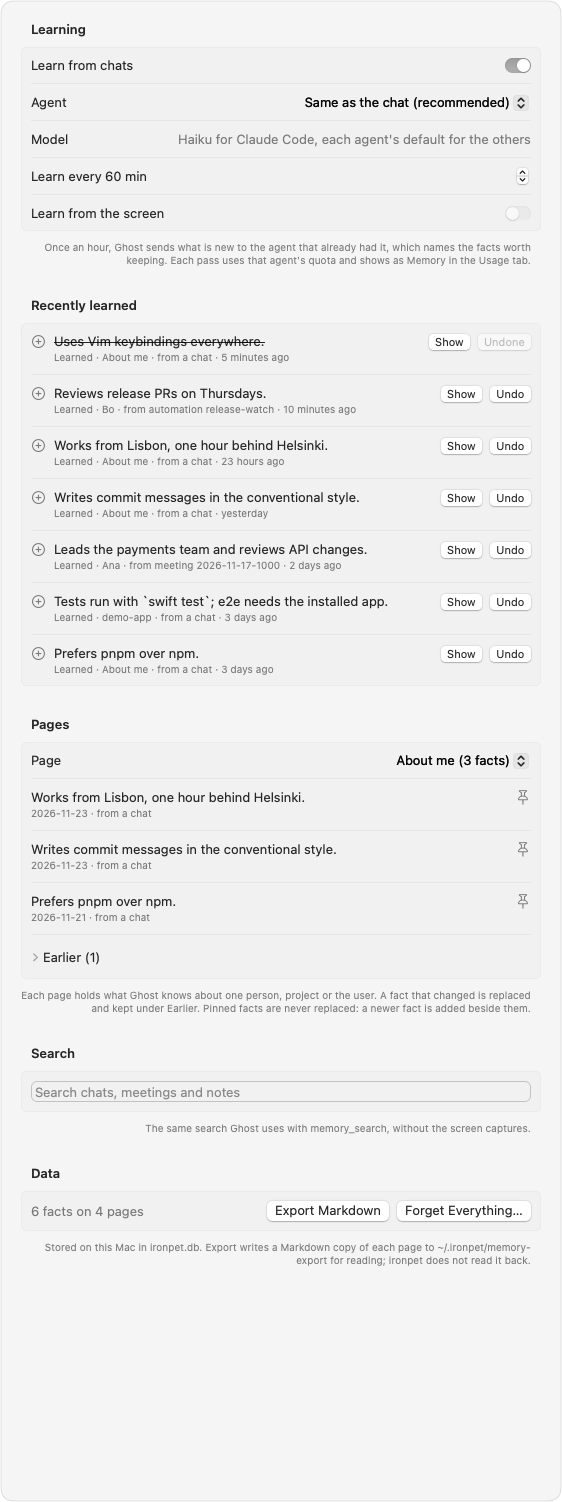 Learning
Learn from chats
Agent
Same as the chat (recommended)
Model
Haiku for Claude Code, each agent's default for the others
Learn every 60 min
Learn from the screen
Once an hour, Ghost sends what is new to the agent that already had it, which names the facts worth
keeping. Each pass uses that agent's quota and shows as Memory in the Usage tab.
Recently learned
Uses Vim keybindings everywhere.
Show
Undone
Learned · About me · from a chat · 5 minutes ago
Reviews release PRs on Thursdays.
Show
Undo
Learned · Bo · from automation release-watch · 10 minutes ago
Works from Lisbon, one hour behind Helsinki.
Show
Undo
Learned · About me · from a chat · 23 hours ago
Writes commit messages in the conventional style.
Show
Undo
Learned · About me · from a chat · yesterday
Leads the payments team and reviews API changes.
Show
Undo
Learned · Ana · from meeting 2026-11-17-1000 · 2 days ago
Tests run with `swift test`; e2e needs the installed app.
Show
Undo
Learned · demo-app · from a chat · 3 days ago
Prefers pnpm over npm.
Show
Undo
Learned · About me · from a chat · 3 days ago
Pages
Page
About me (3 facts)
Works from Lisbon, one hour behind Helsinki.
2026-11-23 · from a chat
Writes commit messages in the conventional style.
2026-11-23 · from a chat
Prefers pnpm over npm.
2026-11-21 · from a chat
Earlier (1)
Each page holds what Ghost knows about one person, project or the user. A fact that changed is replaced
and kept under Earlier. Pinned facts are never replaced: a newer fact is added beside them.
Search
Search chats, meetings and notes
The same search Ghost uses with memory_search, without the screen captures.
Data
6 facts on 4 pages
Export Markdown
Forget Everything...
Stored on this Mac in ironpet.db. Export writes a Markdown copy of each page to ~/.ironpet/memory-
export for reading; ironpet does not read it back.